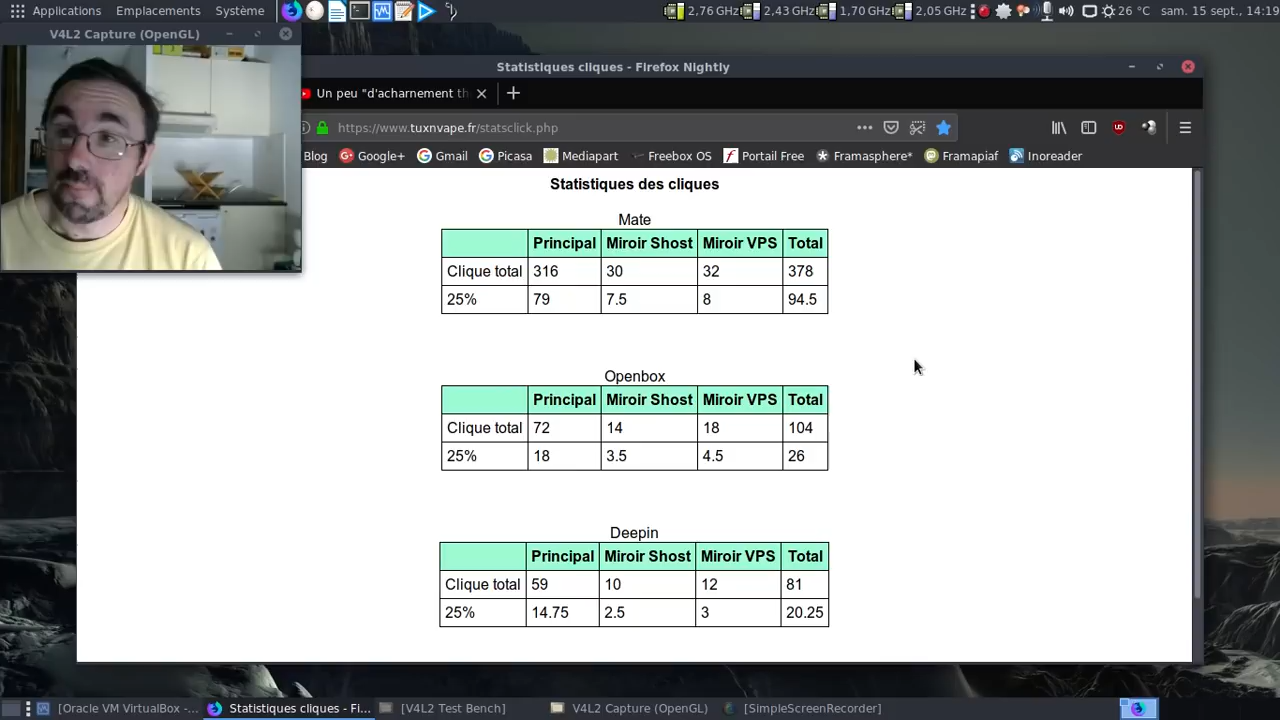 Applications Emplacements Système 2,76 GHz 2,43 GHz 1,70 GHz 2,05 GHz 26 °C sam. 15 sept., 14:19
V4L2 Capture (OpenGL)
Statistiques cliques - Firefox Nightly
Un peu "d'acharnement th
https://www.tuxnvape.fr/statsclick.php
Blog Google+ Gmail Picasa Mediapart Freebox OS Portail Free Framasphere* Framapiaf Inoreader
Statistiques des cliques
Mate
Principal Miroir Shost Miroir VPS Total
Clique total 316 30 32 378
25% 79 7.5 8 94.5
Openbox
Principal Miroir Shost Miroir VPS Total
Clique total 72 14 18 104
25% 18 3.5 4.5 26
Deepin
Principal Miroir Shost Miroir VPS Total
Clique total 59 10 12 81
25% 14.75 2.5 3 20.25
[Oracle VM VirtualBox -... Statistiques cliques - Fi... [V4L2 Test Bench] V4L2 Capture (OpenGL) [SimpleScreenRecorder]